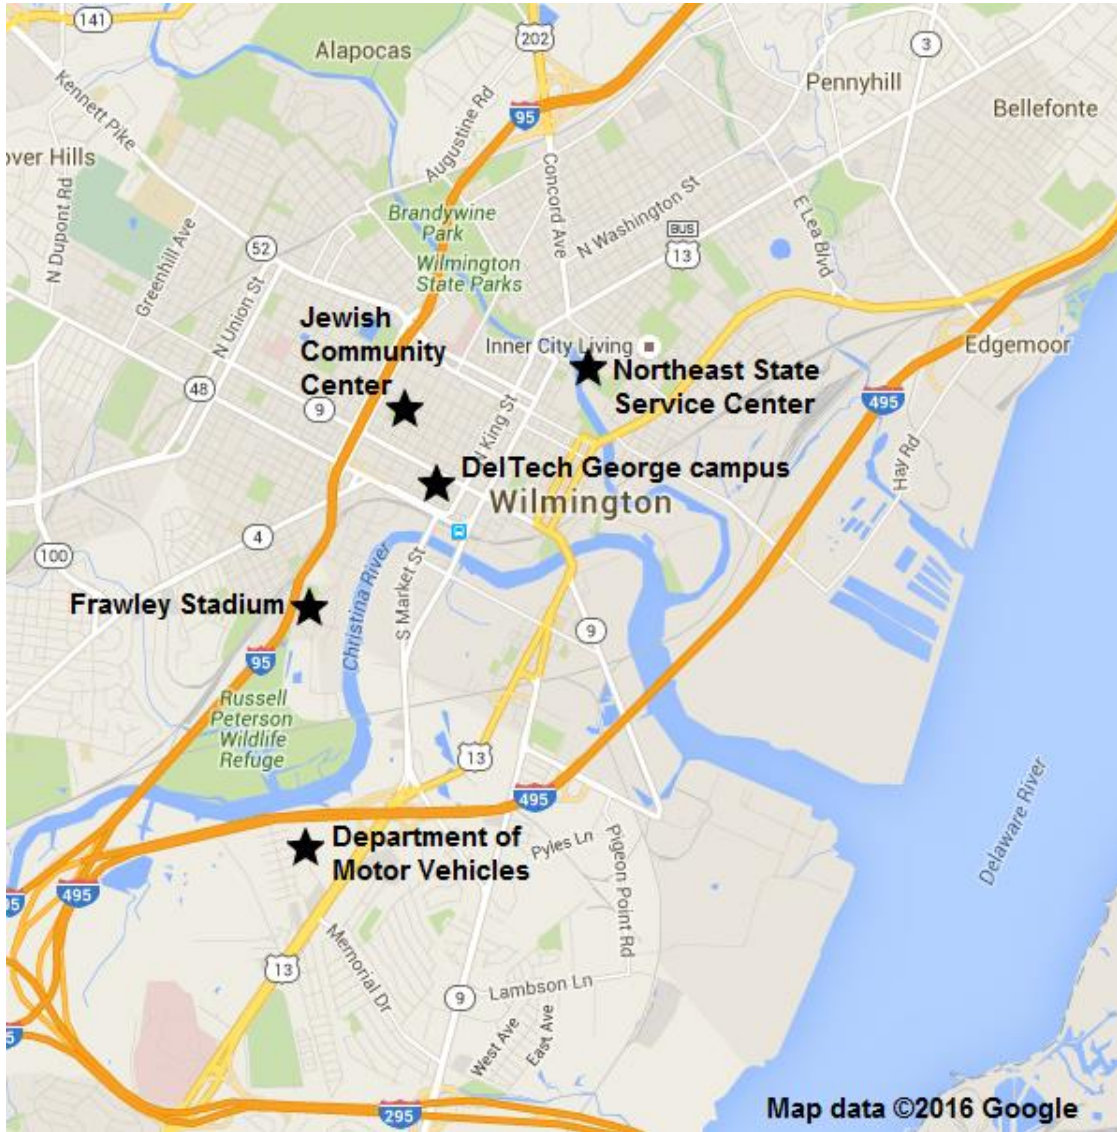 141
202
3
Alapocas
Pennyhill
Kennett Pike
95
Bellefonte
over Hills
Augustine Rd
Concord Ave
N Dupont Rd
Greenhill Ave
Brandywine
Park
N Washington St
E Lea Blvd
BUS
13
52
Wilmington
State Parks
N Union St
Jewish
Community
Center
Inner City Living
Edgemoor
Northeast State
Service Center
48
9
495
N King St
Hay Rd
DelTech George campus
Wilmington
4
100
Christina River
S Market St
Frawley Stadium
9
95
Russell
Peterson
Wildlife
Refuge
13
495
Delaware River
Department of
Motor Vehicles
Pyles Ln
Pigeon Point Rd
95
495
Memorial Dr
13
9
Lambson Ln
West Ave
East Ave
5
295
Map data ©2016 Google